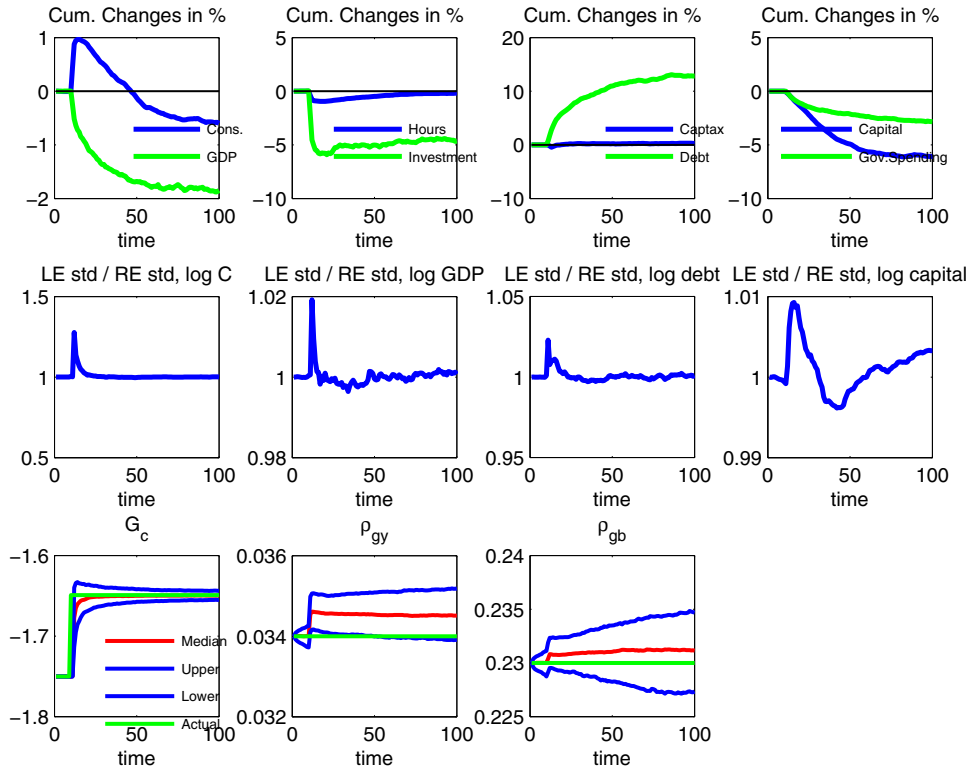 Cum. Changes in %
1
0
−1
−2
0
50
100
time
Cons.
GDP
Cum. Changes in %
5
0
−5
−10
0
50
100
time
Hours
Investment
Cum. Changes in %
20
10
0
−10
0
50
100
time
Captax
Debt
Cum. Changes in %
5
0
−5
−10
0
50
100
time
Capital
Gov.Spending
LE std / RE std, log C
1.5
1
0.5
0
50
100
time
LE std / RE std, log GDP
1.02
1
0.98
0
50
100
time
LE std / RE std, log debt
1.05
1
0.95
0
50
100
time
LE std / RE std, log capital
1.01
1
0.99
0
50
100
time
G_c
−1.6
−1.7
−1.8
0
50
100
time
Median
Upper
Lower
Actual
ρ_gy
0.036
0.034
0.032
0
50
100
time
ρ_gb
0.24
0.235
0.23
0.225
0
50
100
time